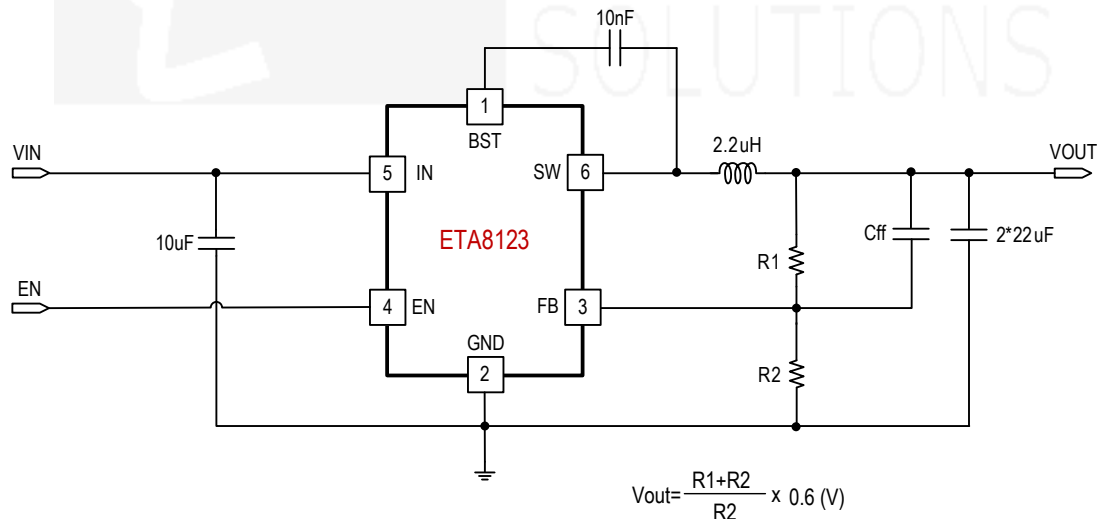 SOLUTIONS
10nF
1
BST
2.2uH
VIN
VOUT
5
IN
SW
6
ETA8123
10uF
Cff
2*22uF
R1
EN
4
EN
FB
3
GND
2
R2
Vout=
R1+R2
R2
x 0.6 (V)